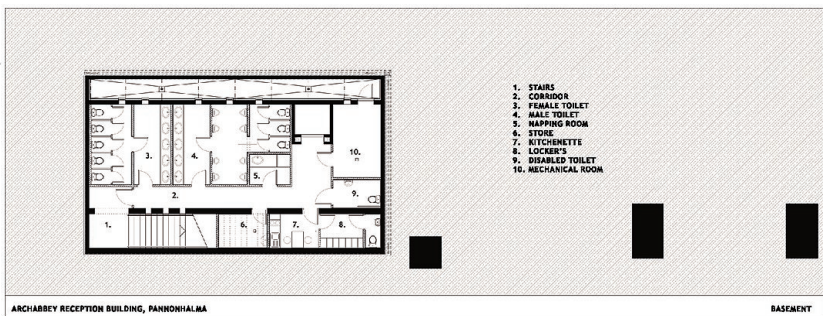 1. STAIRS
2. CORRIDOR
3. FEMALE TOILET
4. MALE TOILET
5. NAPPING ROOM
6. STORE
7. KITCHENETTE
8. LOCKER'S
9. DISABLED TOILET
10. MECHANICAL ROOM
3.
4.
10.
5.
9.
2.
1.
6.
7.
8.
ARCHABBEY RECEPTION BUILDING, PANNONHALMA
BASEMENT